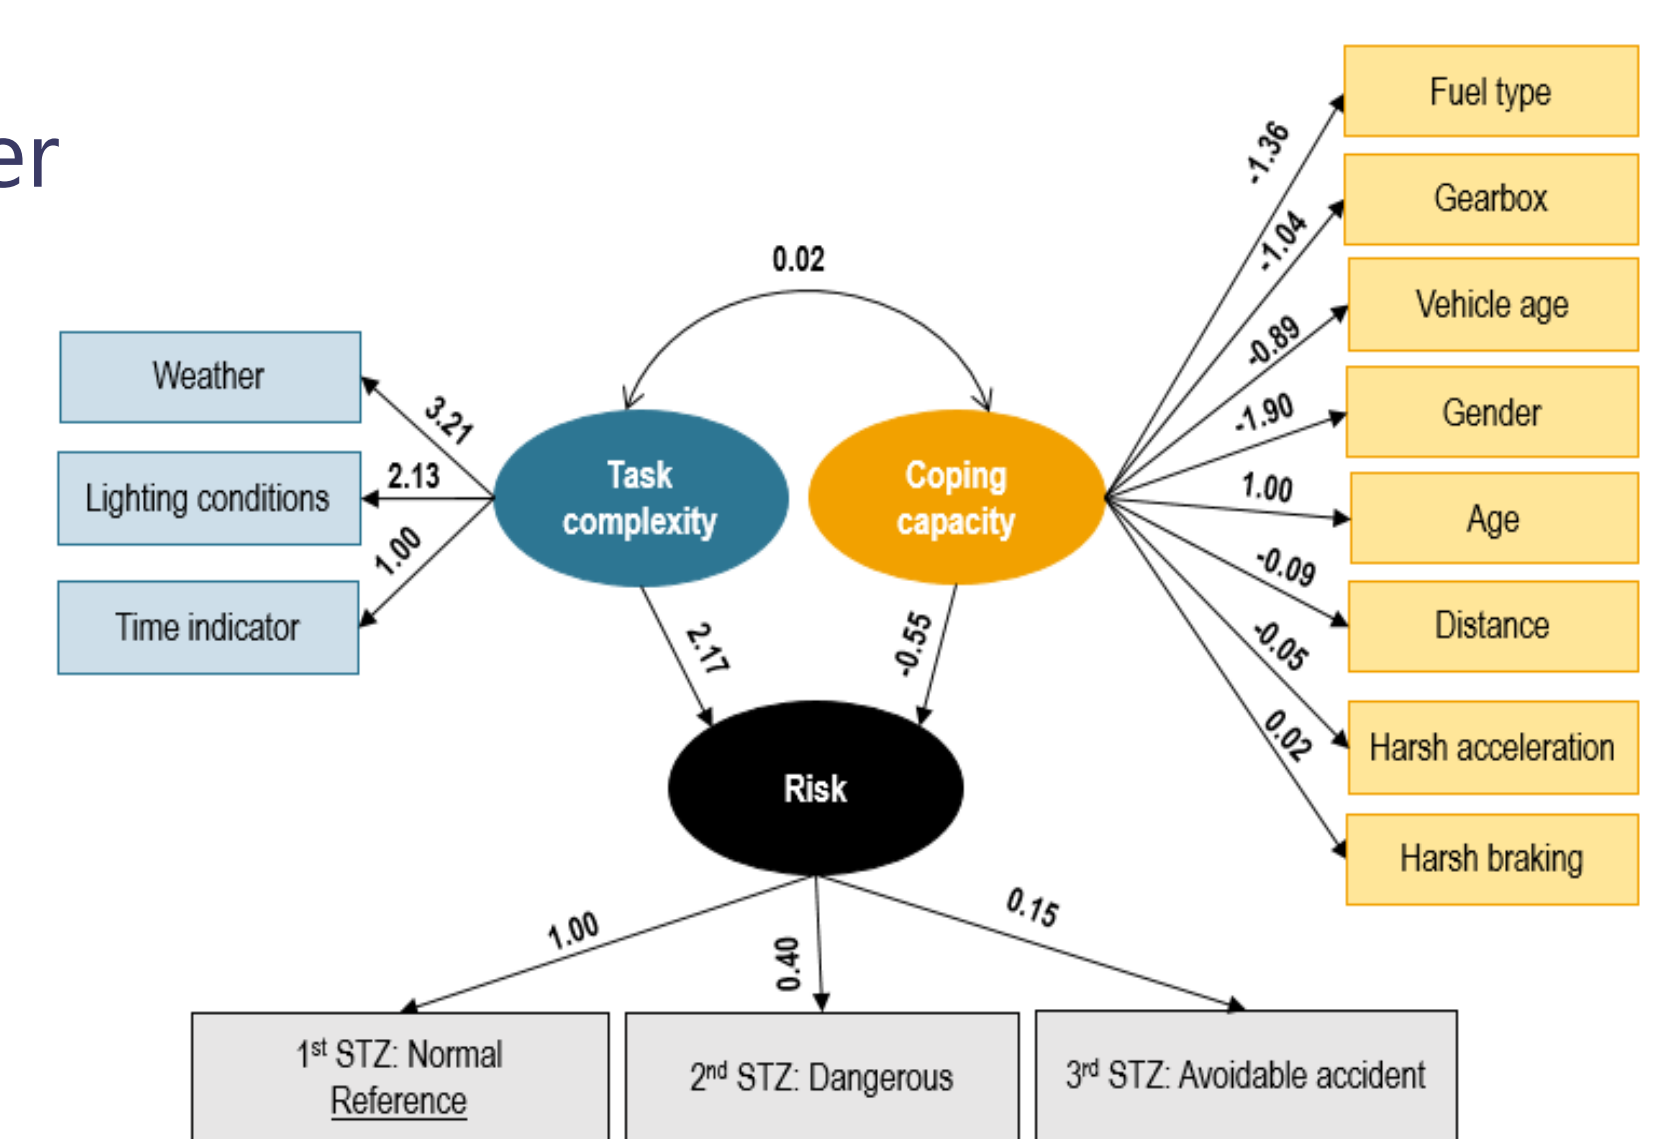 er
Fuel type
-1.36
Gearbox
-1.04
0.02
Vehicle age
-0.89
Weather
3.21
Gender
-1.90
Lighting conditions
2.13
Task
complexity
Coping
capacity
1.00
Age
1.00
Time indicator
-0.09
Distance
2.17
-0.55
-0.05
Harsh acceleration
0.02
Risk
Harsh braking
1.00
0.40
0.15
1st STZ: Normal
Reference
2nd STZ: Dangerous
3rd STZ: Avoidable accident